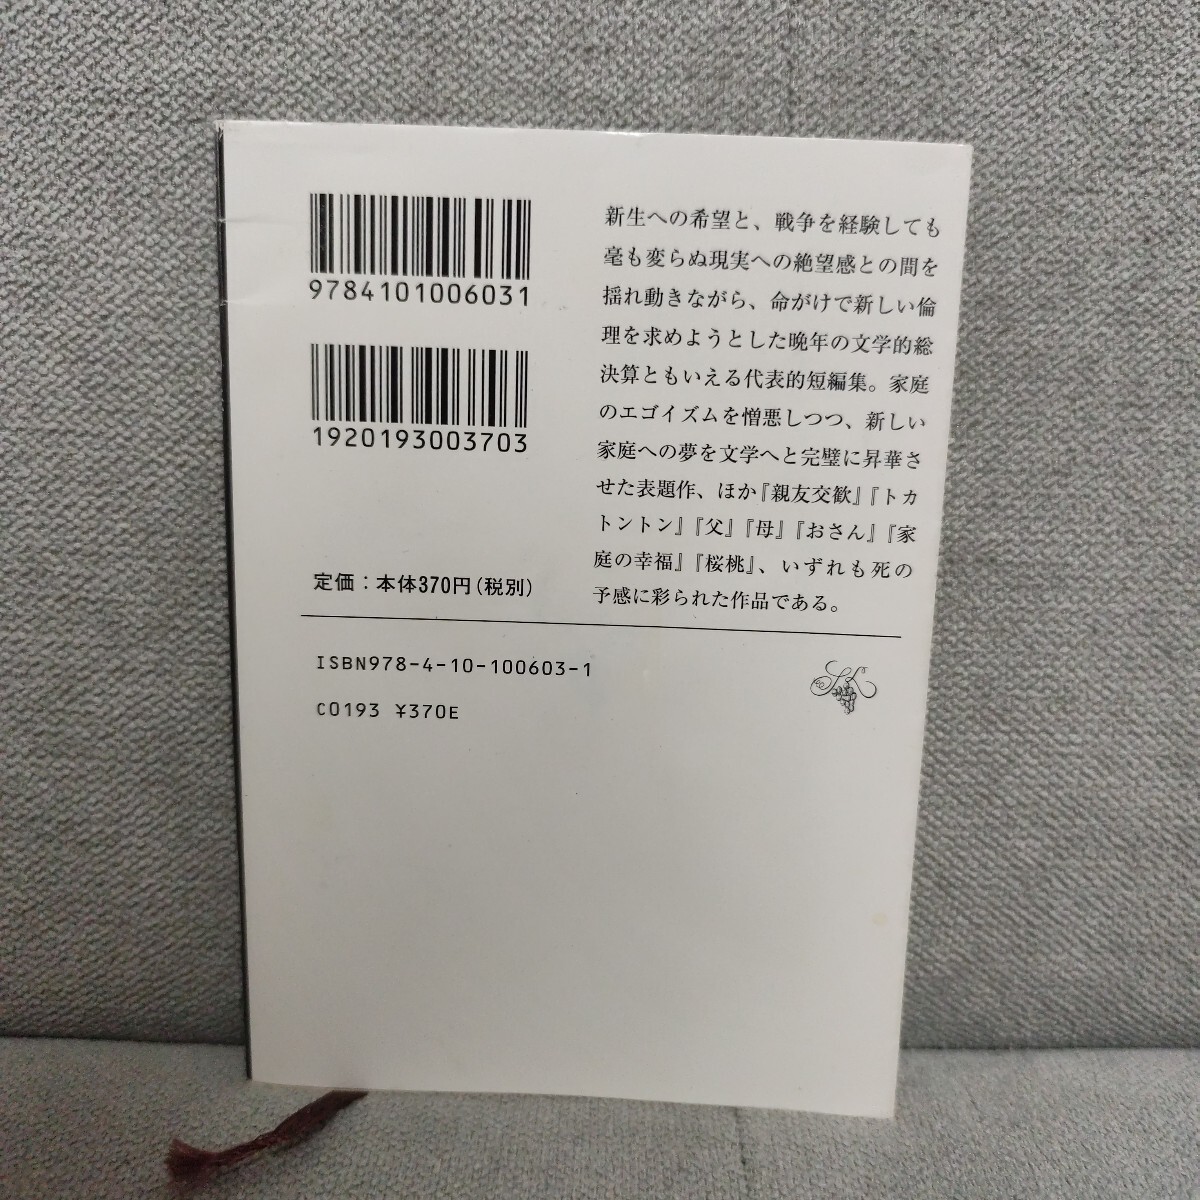 9784101006031
1920193003703
定価：本体370円（税別）
新生への希望と、戦争を経験しても
毫も変らぬ現実への絶望感との間を
揺れ動きながら、命がけで新しい倫
理を求めようとした晩年の文学的総
決算ともいえる代表的短編集。家庭
のエゴイズムを憎悪しつつ、新しい
家庭への夢を文学へと完璧に昇華さ
せた表題作、ほか『親友交歓』『トカ
トントン』『父』『母』『おさん』『家
庭の幸福』『桜桃』、いずれも死の
予感に彩られた作品である。
ISBN978-4-10-100603-1
C0193 ¥370E